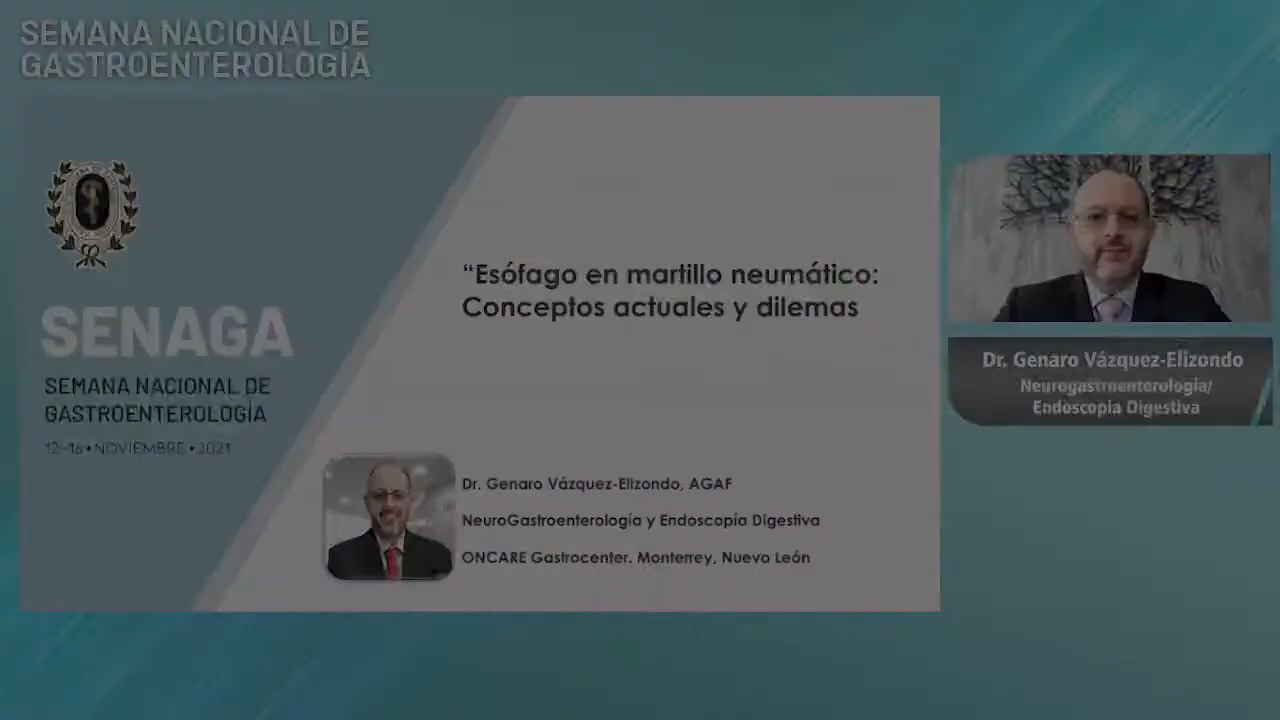 SEMANA NACIONAL DE
GASTROENTEROLOGÍA
SENAGA
SEMANA NACIONAL DE
GASTROENTEROLOGÍA
12-16 • NOVIEMBRE • 2021
“Esófago en martillo neumático:
Conceptos actuales y dilemas
Dr. Genaro Vázquez-Elizondo, AGAF
NeuroGastroenterología y Endoscopía Digestiva
ONCARE Gastrocenter. Monterrey, Nuevo León
Dr. Genaro Vázquez-Elizondo
Neurogastroenterología/
Endoscopia Digestiva